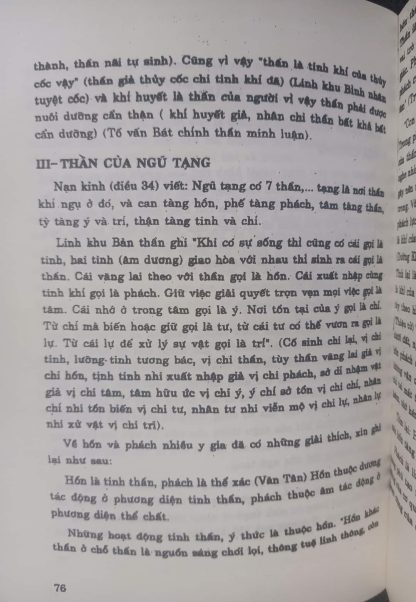 thành, thần nãi tự sinh). Cũng vì vậy "thần là tinh khí của thủy
cốc vậy" (thần giả thủy cốc chi tinh khí dã) (Linh khu Bình nhân
tuyệt cốc) và khí huyết là thần của người vì vậy thần phải được
nuôi dưỡng cẩn thận ( khí huyết giả, nhân chi thần bất khả bất
cẩn dưỡng) (Tố vấn Bát chính thần minh luận).
III- THẦN CỦA NGŨ TẠNG
Nạn kinh (điều 34) viết: Ngũ tạng có 7 thần,... tạng là nơi thần
khí ngụ ở đó, và can tàng hồn, phế tàng phách, tâm tàng thần,
tỳ tàng ý và trí, thận tàng tinh và chí.
Linh khu Bản thần ghi "Khi có sự sống thì cũng có cái gọi là
tinh, hai tinh (âm dương) giao hòa với nhau thì sinh ra cái gọi là
thần. Cái vãng lai theo với thần gọi là hồn. Cái xuất nhập cùng
tinh khí gọi là phách. Giữ việc giải quyết trọn vẹn mọi việc gọi là
tâm. Cái nhớ ở trong tâm gọi là ý. Nơi tồn tại của ý gọi là chí.
Từ chí mà biến hoặc giữ gọi là tư, từ cái tư có thể vươn ra gọi là
lự. Từ cái lự để xử lý sự vật gọi là trí". (Cố sinh chi lai, vị chi
tinh, lưỡng tinh tương bác, vị chi thần, tùy thần vãng lai giả vị
chi hồn, tịnh tinh nhi xuất nhập giả vị chi phách, sở dĩ nhậm vật
giả vị chi tâm, tâm hữu ức vị chi ý, ý chí sở tồn vị chi chí, nhân
chí nhi tồn biến vị chi tư, nhân tư nhi viễn mộ vị chi lự, nhân lự
nhi xử vật vị chi trí).
Về hồn và phách nhiều y gia đã có những giải thích, xin ghi
lại như sau:
Hồn là tinh thần, phách là thể xác (Văn Tân) Hồn thuộc dương
tác động ở phương diện tinh thần, phách thuộc âm tác động ở
phương diện thể chất.
Những hoạt động tinh thần, ý thức là thuộc hồn. "Hồn khác
thần ở chỗ thần là nguồn sáng chói lọi, thông tuệ linh thông, còn
76